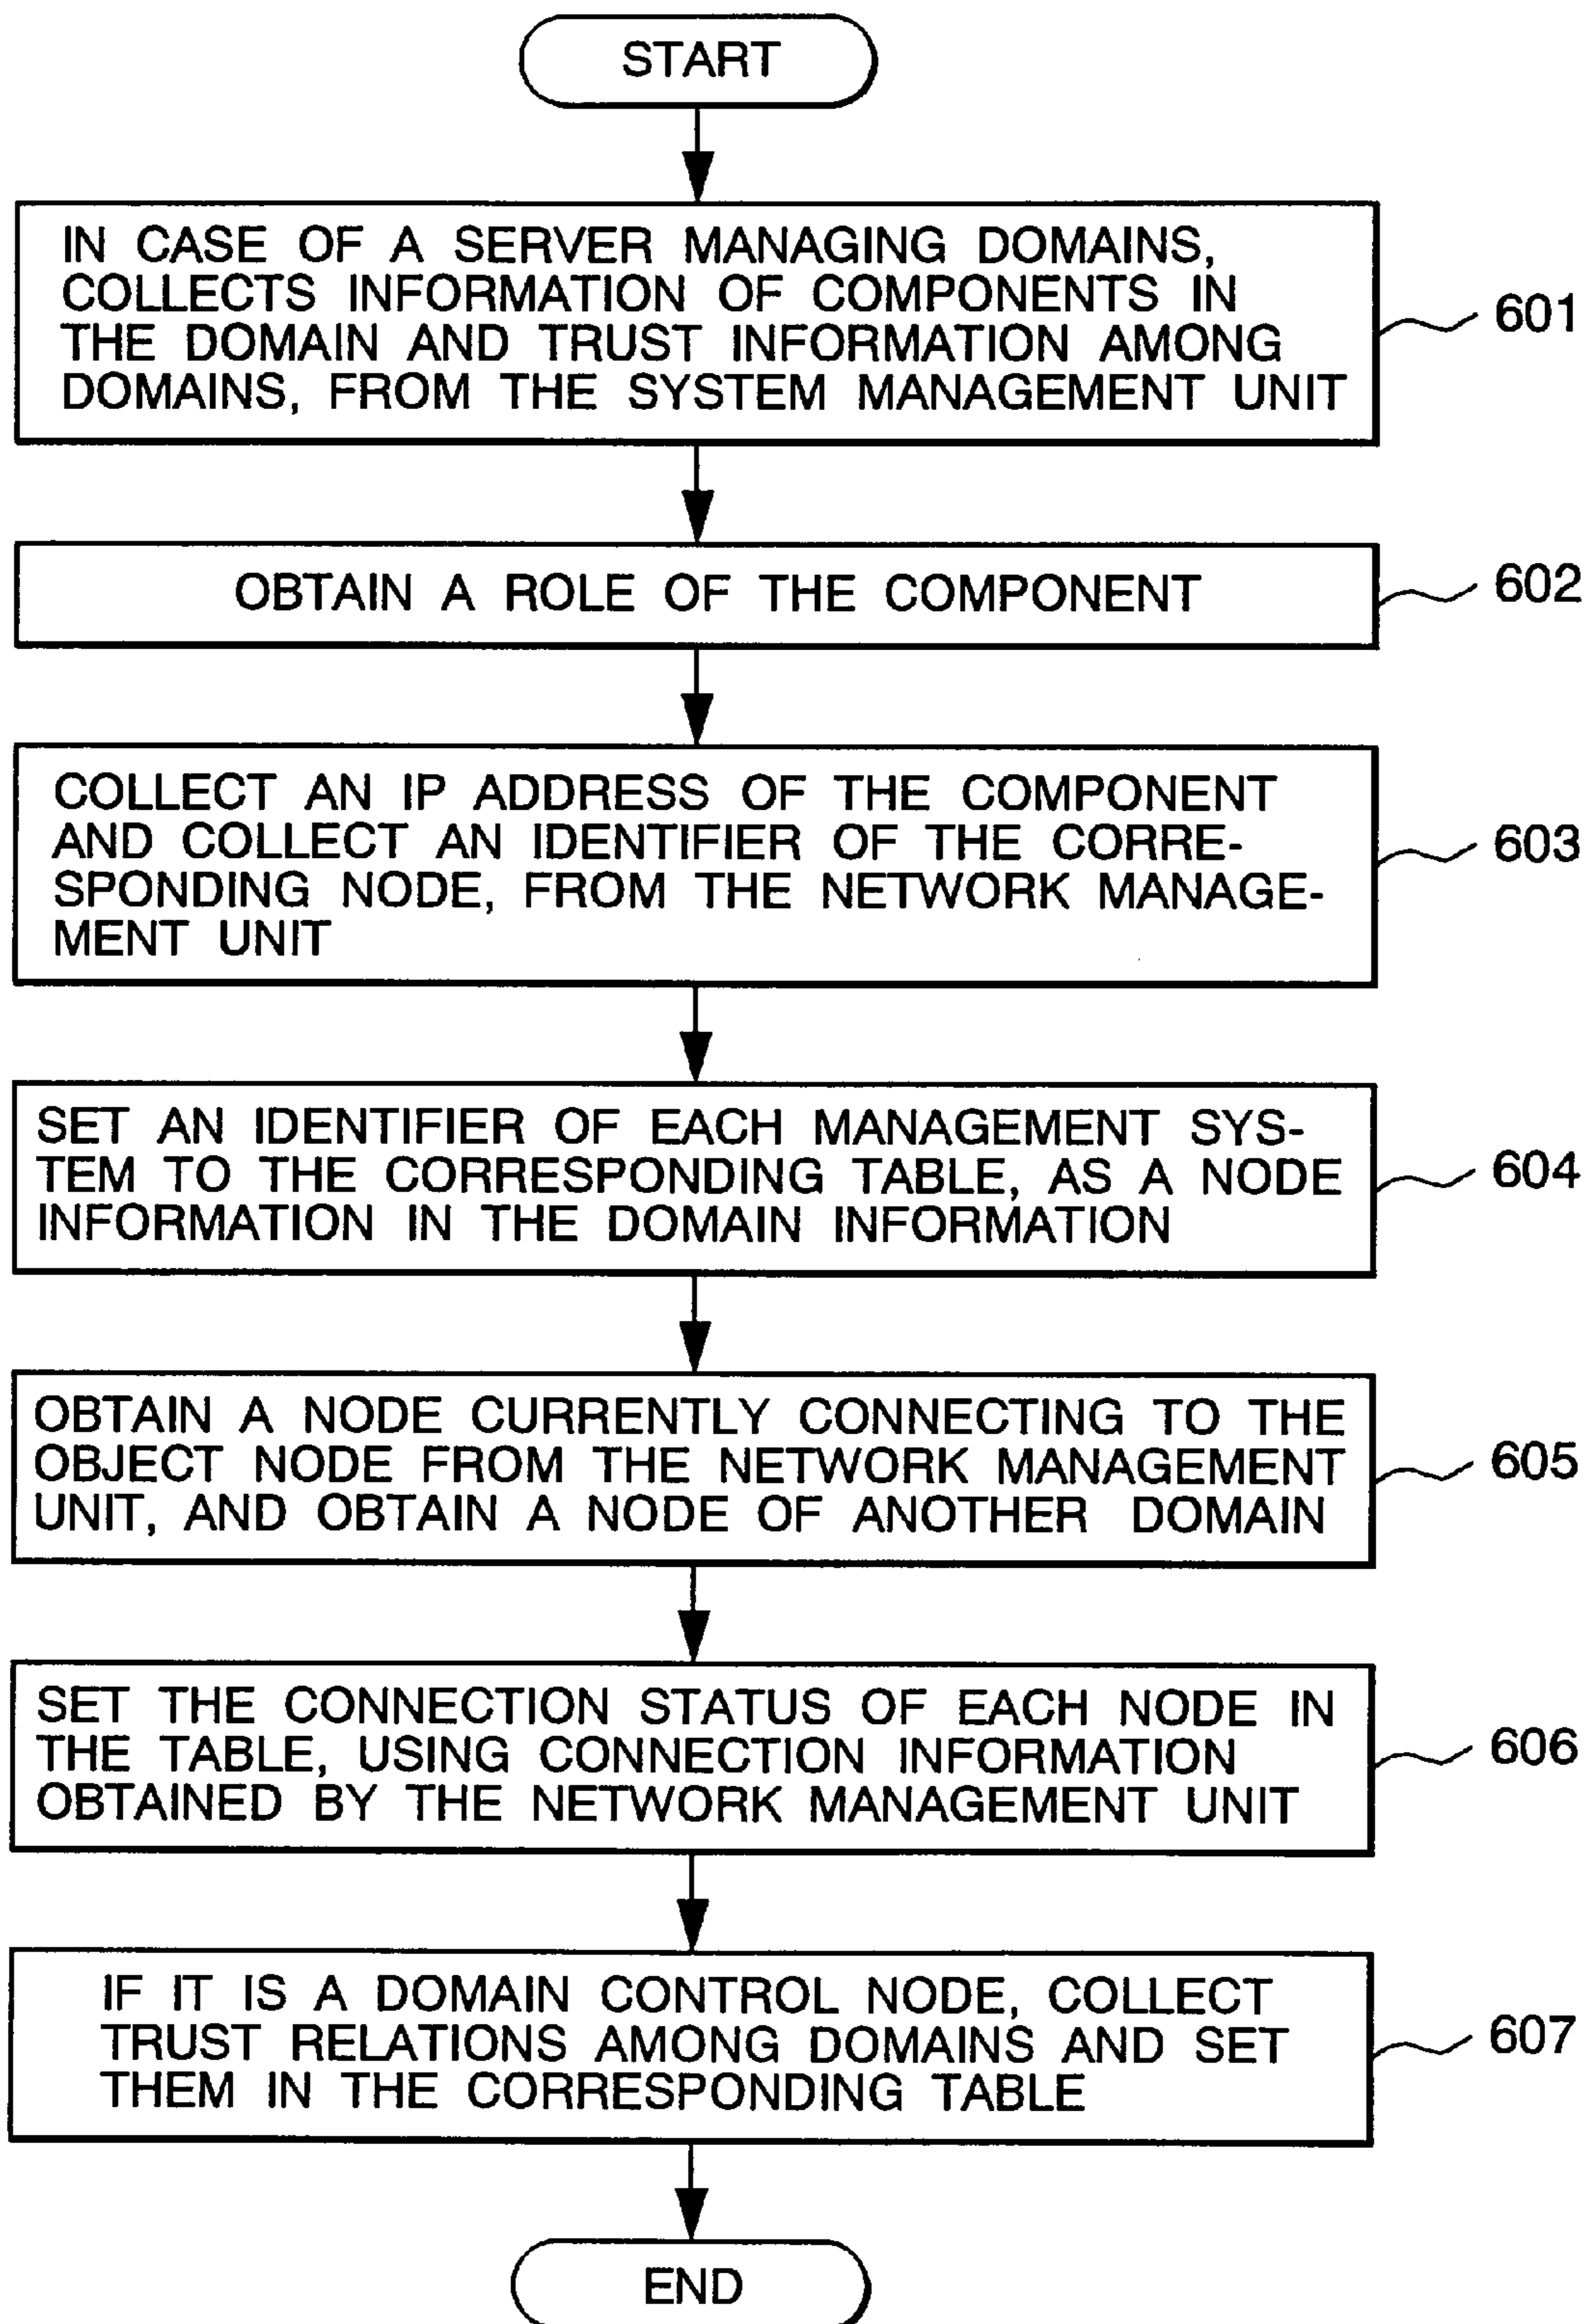 START
IN CASE OF A SERVER MANAGING DOMAINS,
COLLECTS INFORMATION OF COMPONENTS IN
THE DOMAIN AND TRUST INFORMATION AMONG
DOMAINS, FROM THE SYSTEM MANAGEMENT UNIT
601
OBTAIN A ROLE OF THE COMPONENT
602
COLLECT AN IP ADDRESS OF THE COMPONENT
AND COLLECT AN IDENTIFIER OF THE CORRE-
SPONDING NODE, FROM THE NETWORK MANAGE-
MENT UNIT
603
SET AN IDENTIFIER OF EACH MANAGEMENT SYS-
TEM TO THE CORRESPONDING TABLE, AS A NODE
INFORMATION IN THE DOMAIN INFORMATION
604
OBTAIN A NODE CURRENTLY CONNECTING TO THE
OBJECT NODE FROM THE NETWORK MANAGEMENT
UNIT, AND OBTAIN A NODE OF ANOTHER DOMAIN
605
SET THE CONNECTION STATUS OF EACH NODE IN
THE TABLE, USING CONNECTION INFORMATION
OBTAINED BY THE NETWORK MANAGEMENT UNIT
606
IF IT IS A DOMAIN CONTROL NODE, COLLECT
TRUST RELATIONS AMONG DOMAINS AND SET
THEM IN THE CORRESPONDING TABLE
607
END